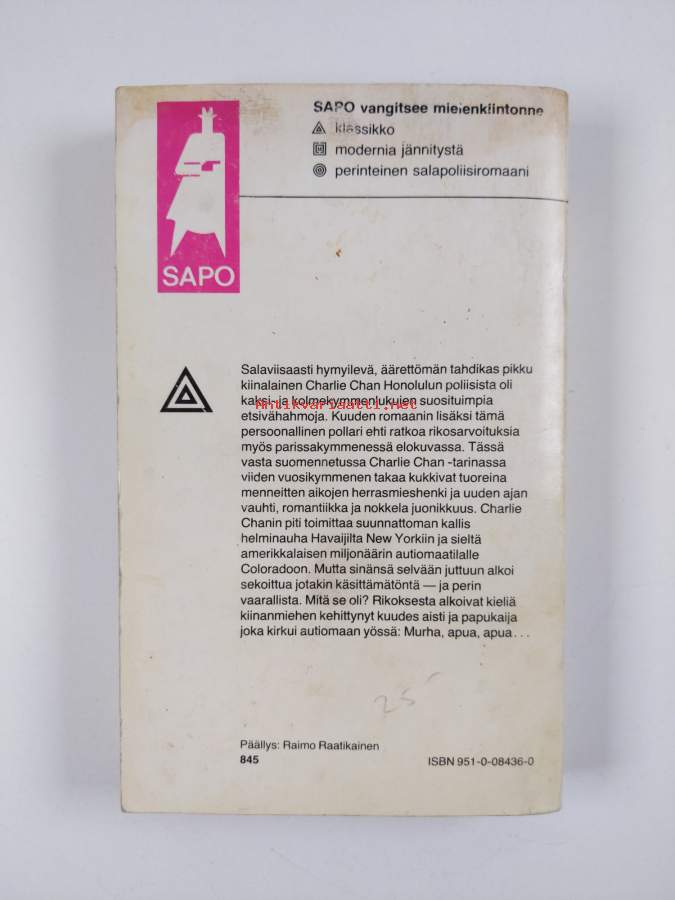 SAPO vangitsee mielenkiintonne
klassikko
modernia jännitystä
perinteinen salapoliisiromaani
SAPO
Salaviisaasti hymyilevä, äärettömän tahdikas pikku
kiinalainen Charlie Chan Honolulun poliisista oli
kaksi- ja kolmekymmenlukujen suosituimpia
Antikvariaatti.net
etsivähahmoja. Kuuden romaanin lisäksi tämä
persoonallinen pollari ehti ratkoa rikosarvoituksia
myös parissakymmenessä elokuvassa. Tässä
vasta suomennetussa Charlie Chan -tarinassa
viiden vuosikymmenen takaa kukkivat tuoreina
menneitten aikojen herrasmieshenki ja uuden ajan
vauhti, romantiikka ja nokkela juonikkuus. Charlie
Chanin piti toimittaa suunnattoman kallis
helminauha Havaijilta New Yorkiin ja sieltä
amerikkalaisen miljonäärin autiomaatilalle
Coloradoon. Mutta sinänsä selvään juttuun alkoi
sekoittua jotakin käsittämätöntä — ja perin
vaarallista. Mitä se oli? Rikoksesta alkoivat kieliä
kiinanmiehen kehittynyt kuudes aisti ja papukaija
joka kirkui autiomaan yössä: Murha, apua, apua...
25
Päällys: Raimo Raatikainen
845 ISBN 951-0-08436-0